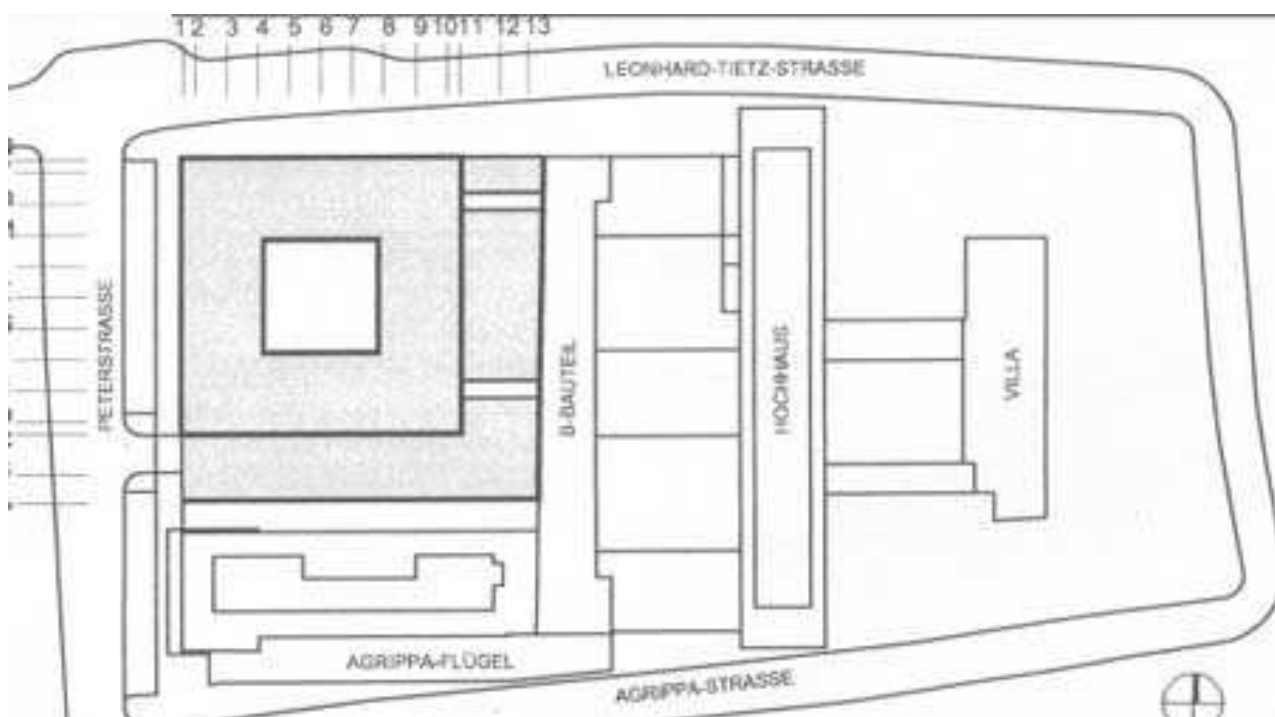 1 2 3 4 5 6 7 8 9 10 11 12 13
LEONHARD-TIETZ-STRASSE
PETERSTRASSE
B-BAUTEIL
HOCHHAUS
VILLA
AGRIPPA-FLÜGEL
AGRIPPA-STRASSE